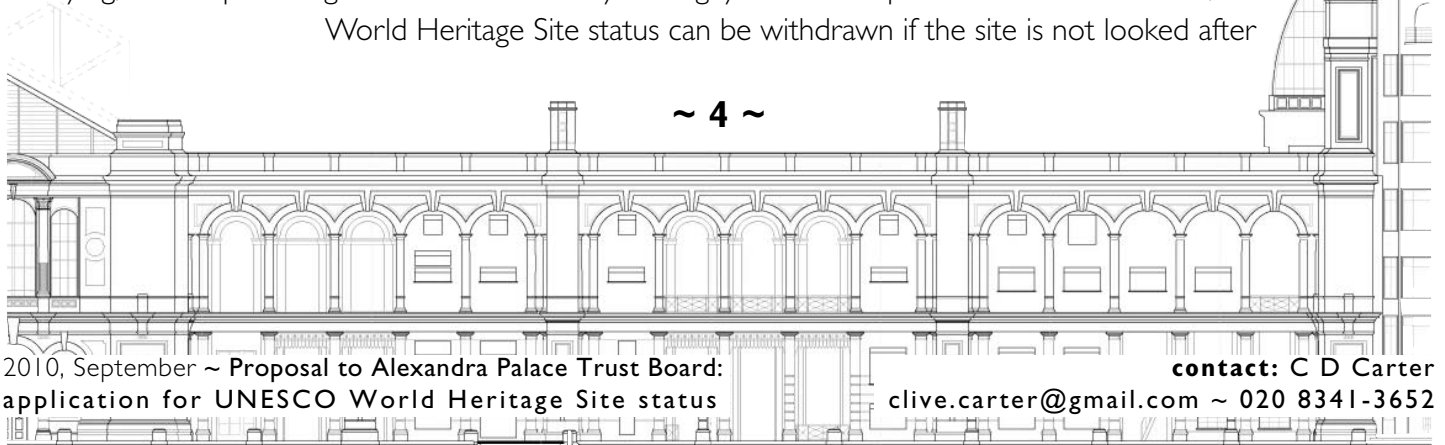 World Heritage Site status can be withdrawn if the site is not looked after
~ 4 ~
2010, September ~ Proposal to Alexandra Palace Trust Board:
application for UNESCO World Heritage Site status
contact: C D Carter
clive.carter@gmail.com ~ 020 8341-3652